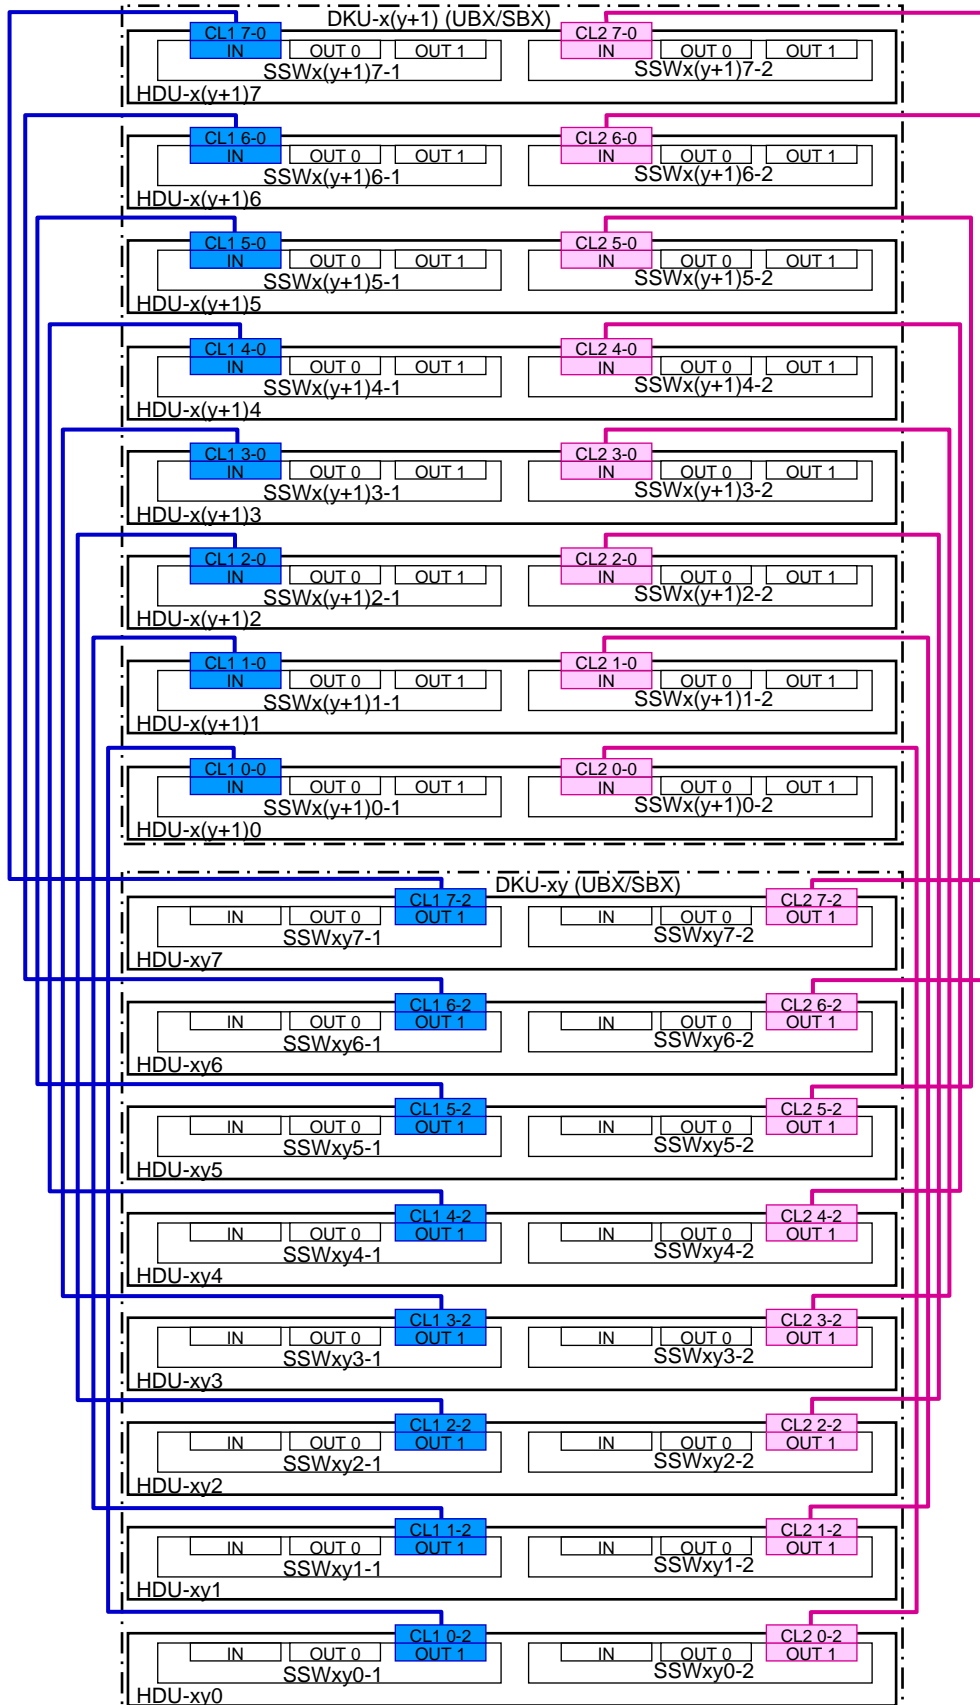 DKU-x(y+1) (UBX/SBX)
CL1 7-0 CL2 7-0
IN OUT 0 OUT 1 IN OUT 0 OUT 1
SSWx(y+1)7-1 SSWx(y+1)7-2
HDU-x(y+1)7
CL1 6-0 CL2 6-0
IN OUT 0 OUT 1 IN OUT 0 OUT 1
SSWx(y+1)6-1 SSWx(y+1)6-2
HDU-x(y+1)6
CL1 5-0 CL2 5-0
IN OUT 0 OUT 1 IN OUT 0 OUT 1
SSWx(y+1)5-1 SSWx(y+1)5-2
HDU-x(y+1)5
CL1 4-0 CL2 4-0
IN OUT 0 OUT 1 IN OUT 0 OUT 1
SSWx(y+1)4-1 SSWx(y+1)4-2
HDU-x(y+1)4
CL1 3-0 CL2 3-0
IN OUT 0 OUT 1 IN OUT 0 OUT 1
SSWx(y+1)3-1 SSWx(y+1)3-2
HDU-x(y+1)3
CL1 2-0 CL2 2-0
IN OUT 0 OUT 1 IN OUT 0 OUT 1
SSWx(y+1)2-1 SSWx(y+1)2-2
HDU-x(y+1)2
CL1 1-0 CL2 1-0
IN OUT 0 OUT 1 IN OUT 0 OUT 1
SSWx(y+1)1-1 SSWx(y+1)1-2
HDU-x(y+1)1
CL1 0-0 CL2 0-0
IN OUT 0 OUT 1 IN OUT 0 OUT 1
SSWx(y+1)0-1 SSWx(y+1)0-2
HDU-x(y+1)0
DKU-xy (UBX/SBX)
CL1 7-2 CL2 7-2
IN OUT 0 OUT 1 IN OUT 0 OUT 1
SSWxy7-1 SSWxy7-2
HDU-xy7
CL1 6-2 CL2 6-2
IN OUT 0 OUT 1 IN OUT 0 OUT 1
SSWxy6-1 SSWxy6-2
HDU-xy6
CL1 5-2 CL2 5-2
IN OUT 0 OUT 1 IN OUT 0 OUT 1
SSWxy5-1 SSWxy5-2
HDU-xy5
CL1 4-2 CL2 4-2
IN OUT 0 OUT 1 IN OUT 0 OUT 1
SSWxy4-1 SSWxy4-2
HDU-xy4
CL1 3-2 CL2 3-2
IN OUT 0 OUT 1 IN OUT 0 OUT 1
SSWxy3-1 SSWxy3-2
HDU-xy3
CL1 2-2 CL2 2-2
IN OUT 0 OUT 1 IN OUT 0 OUT 1
SSWxy2-1 SSWxy2-2
HDU-xy2
CL1 1-2 CL2 1-2
IN OUT 0 OUT 1 IN OUT 0 OUT 1
SSWxy1-1 SSWxy1-2
HDU-xy1
CL1 0-2 CL2 0-2
IN OUT 0 OUT 1 IN OUT 0 OUT 1
SSWxy0-1 SSWxy0-2
HDU-xy0